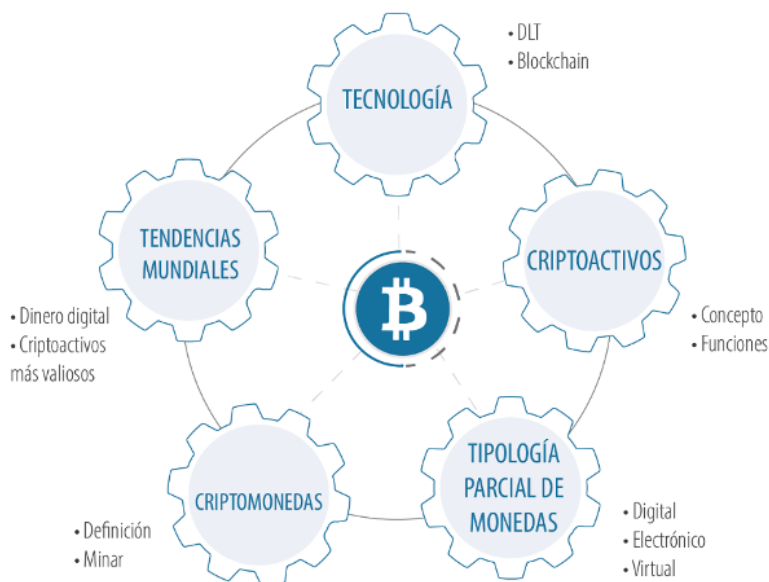 TECNOLOGÍA
• DLT
• Blockchain
CRIPTOACTIVOS
• Concepto
• Funciones
TIPOLOGÍA
PARCIAL DE
MONEDAS
• Digital
• Electrónico
• Virtual
CRIPTOMONEDAS
• Definición
• Minar
TENDENCIAS
MUNDIALES
• Dinero digital
• Criptoactivos
más valiosos